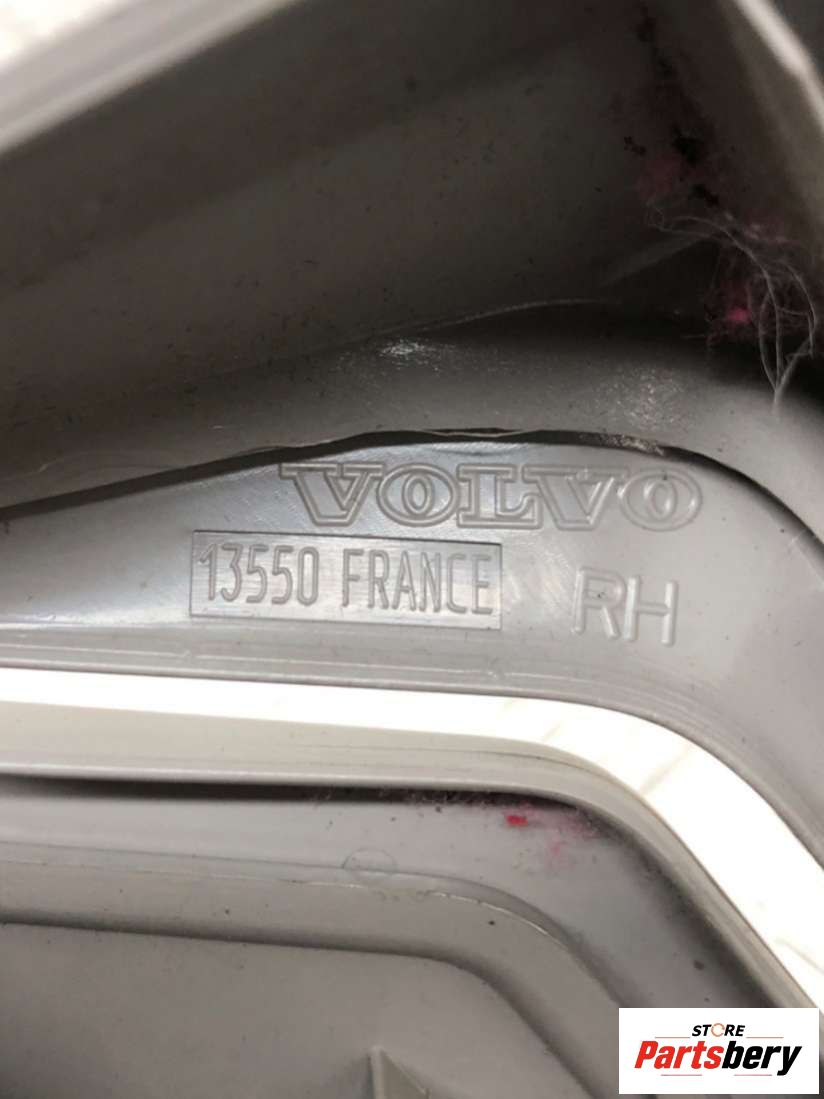 VOLVO
13550 FRANCE
RH
STORE
Partsbery